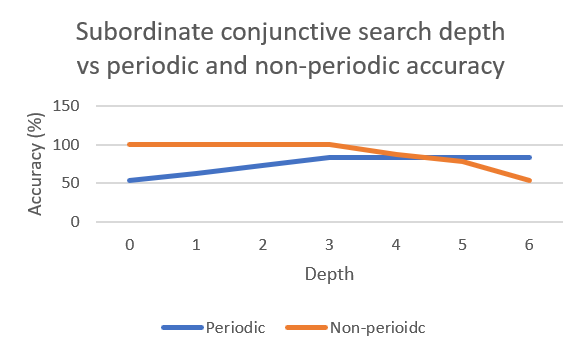 Subordinate conjunctive search depth
vs periodic and non-periodic accuracy
150
100
50
0
Accuracy (%)
0 1 2 3 4 5 6
Depth
Periodic Non-perioidc